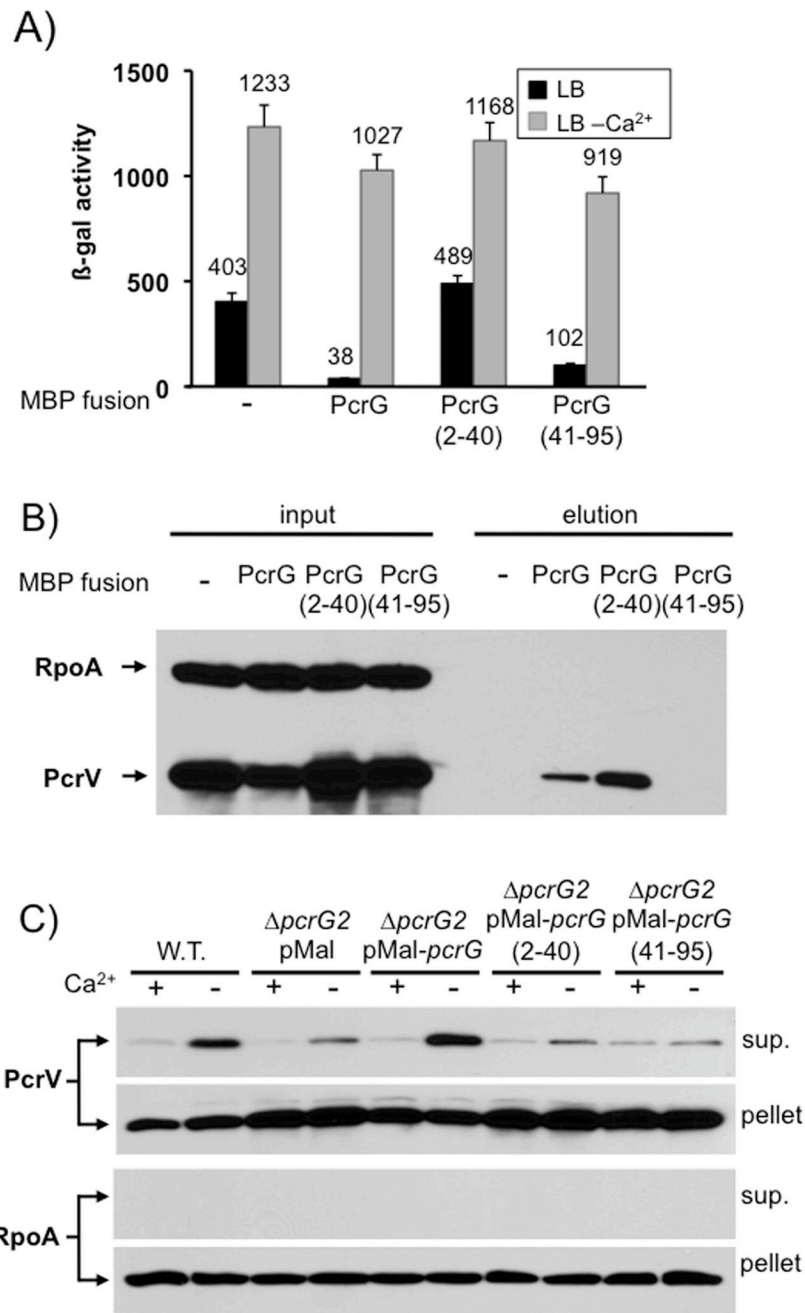 A)
1500
1000
500
0
ß-gal activity
LB
LB –Ca²⁺
1233
1027
1168
919
403
38
489
102
MBP fusion
- PcrG PcrG PcrG
(2-40) (41-95)
B)
input elution
MBP fusion
- PcrG PcrG PcrG - PcrG PcrG PcrG
(2-40) (41-95) (2-40) (41-95)
RpoA
PcrV
C)
W.T. ΔpcrG2 ΔpcrG2 ΔpcrG2 ΔpcrG2
pMal pMal-pcrG pMal-pcrG pMal-pcrG
(2-40) (41-95)
Ca²⁺ + - + - + - + - + -
PcrV
sup.
pellet
RpoA
sup.
pellet